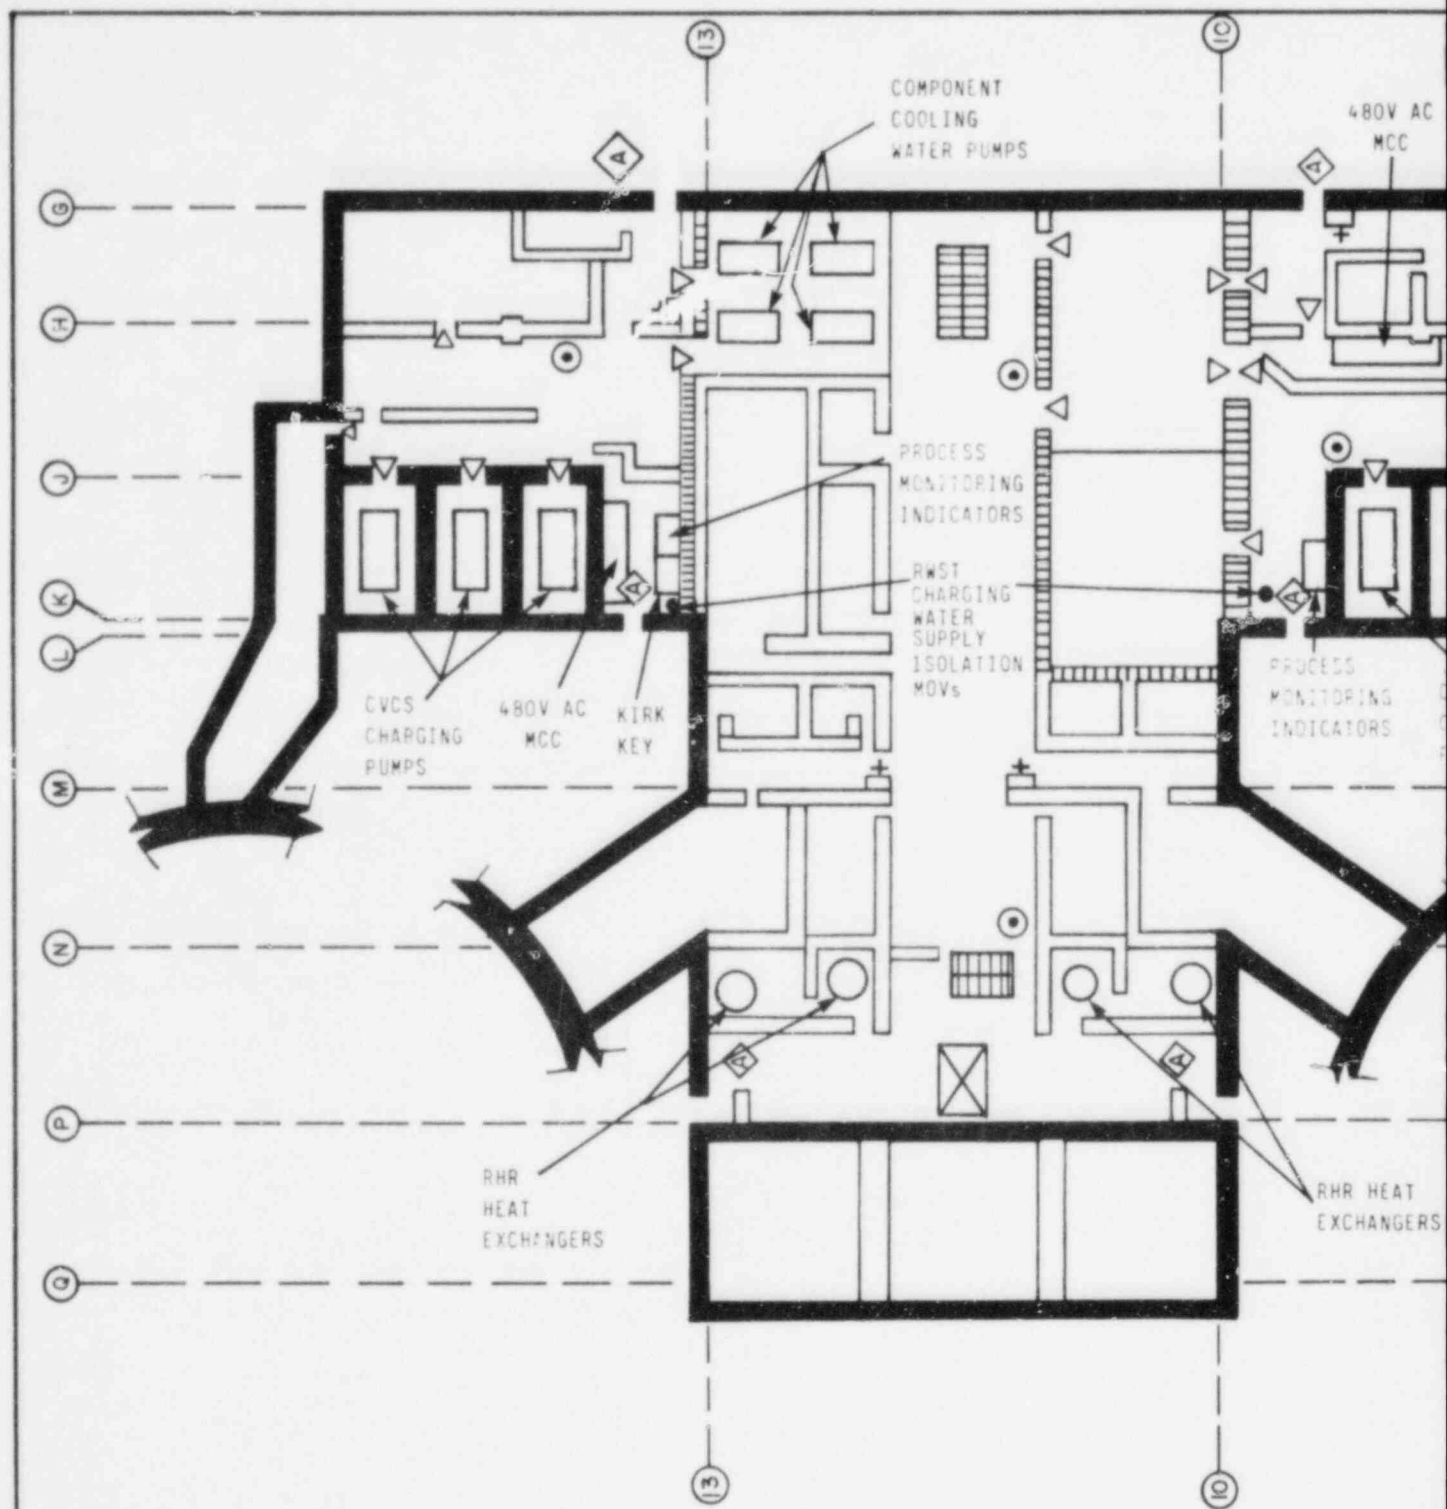 13
10
COMPONENT
COOLING
WATER PUMPS
480V AC
MCC
A
A
G
H
J
K
L
M
N
P
Q
PROCESS
MONITORING
INDICATORS
RWST
CHARGING
WATER
SUPPLY
ISOLATION
MOVs
A
A
CVCS
CHARGING
PUMPS
480V AC
MCC
KIRK
KEY
PROCESS
MONITORING
INDICATORS
A
A
RHR
HEAT
EXCHANGERS
RHR HEAT
EXCHANGERS
13
10